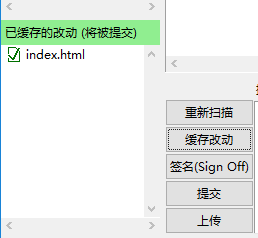 已缓存的改动 (将被提交)
index.html
重新扫描
缓存改动
签名(Sign Off)
提交
上传